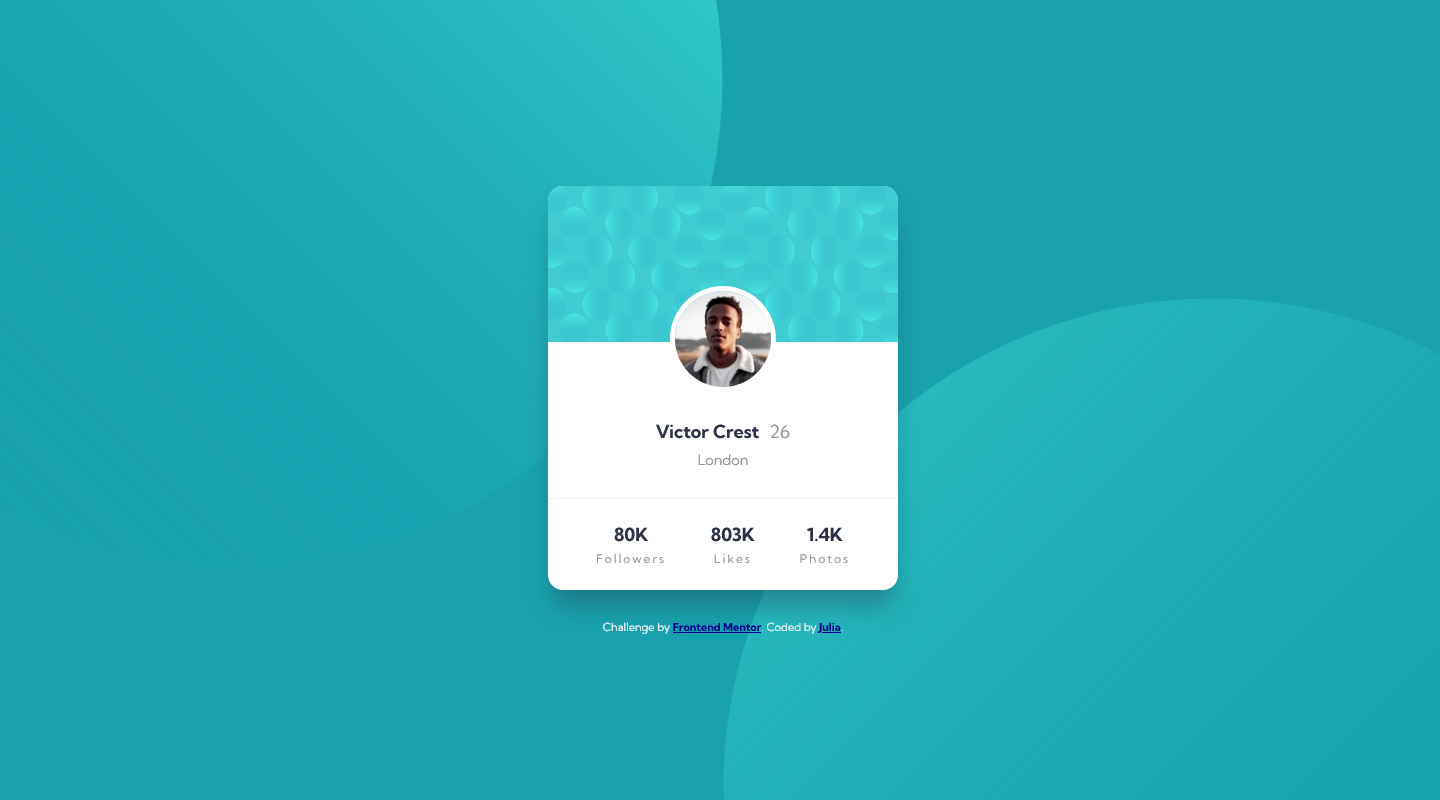 Victor Crest 26
London
80K 803K 1.4K
Followers Likes Photos
Challenge by Frontend Mentor. Coded by Julia.